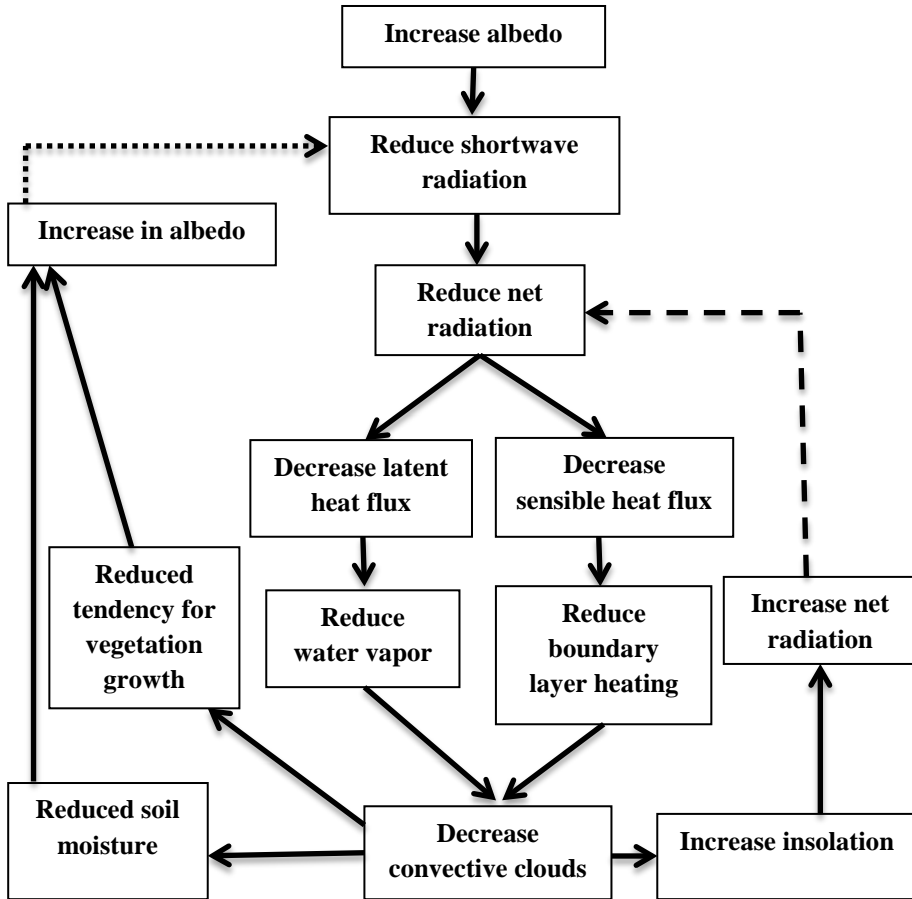 Increase albedo
Reduce shortwave
radiation
Increase in albedo
Reduce net
radiation
Decrease latent
heat flux
Decrease
sensible heat flux
Reduced
tendency for
vegetation
growth
Reduce
water vapor
Reduce
boundary
layer heating
Increase net
radiation
Reduced soil
moisture
Decrease
convective clouds
Increase insolation